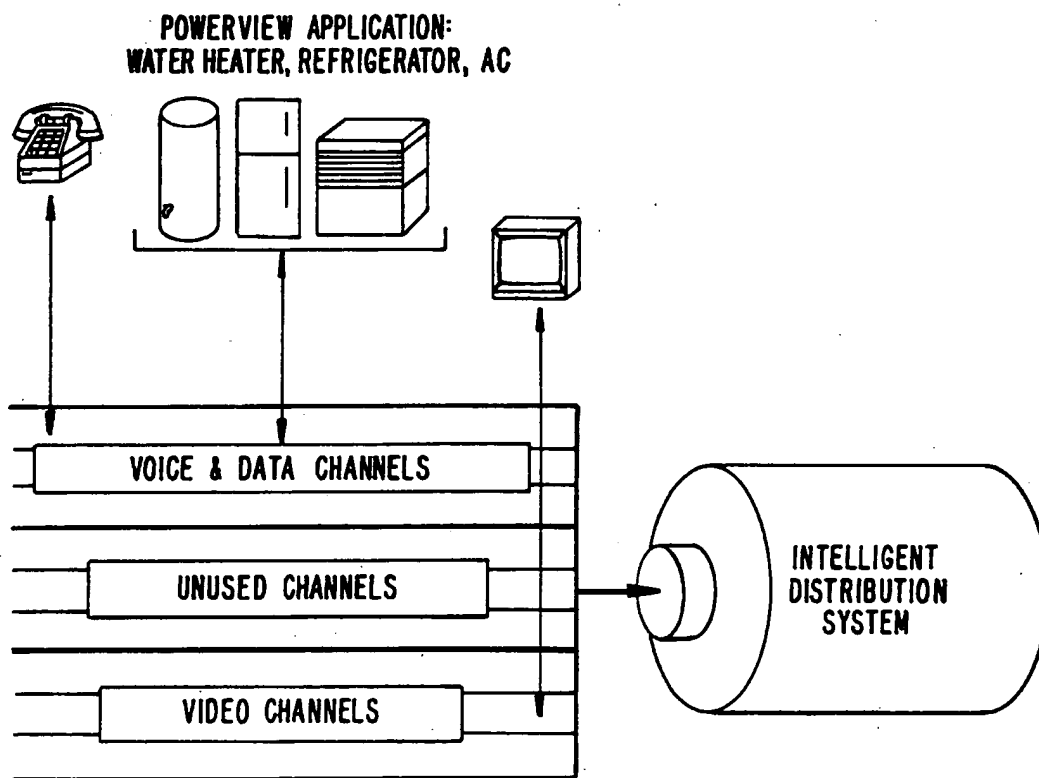 POWERVIEW APPLICATION:
WATER HEATER, REFRIGERATOR, AC
VOICE & DATA CHANNELS
UNUSED CHANNELS
VIDEO CHANNELS
INTELLIGENT
DISTRIBUTION
SYSTEM